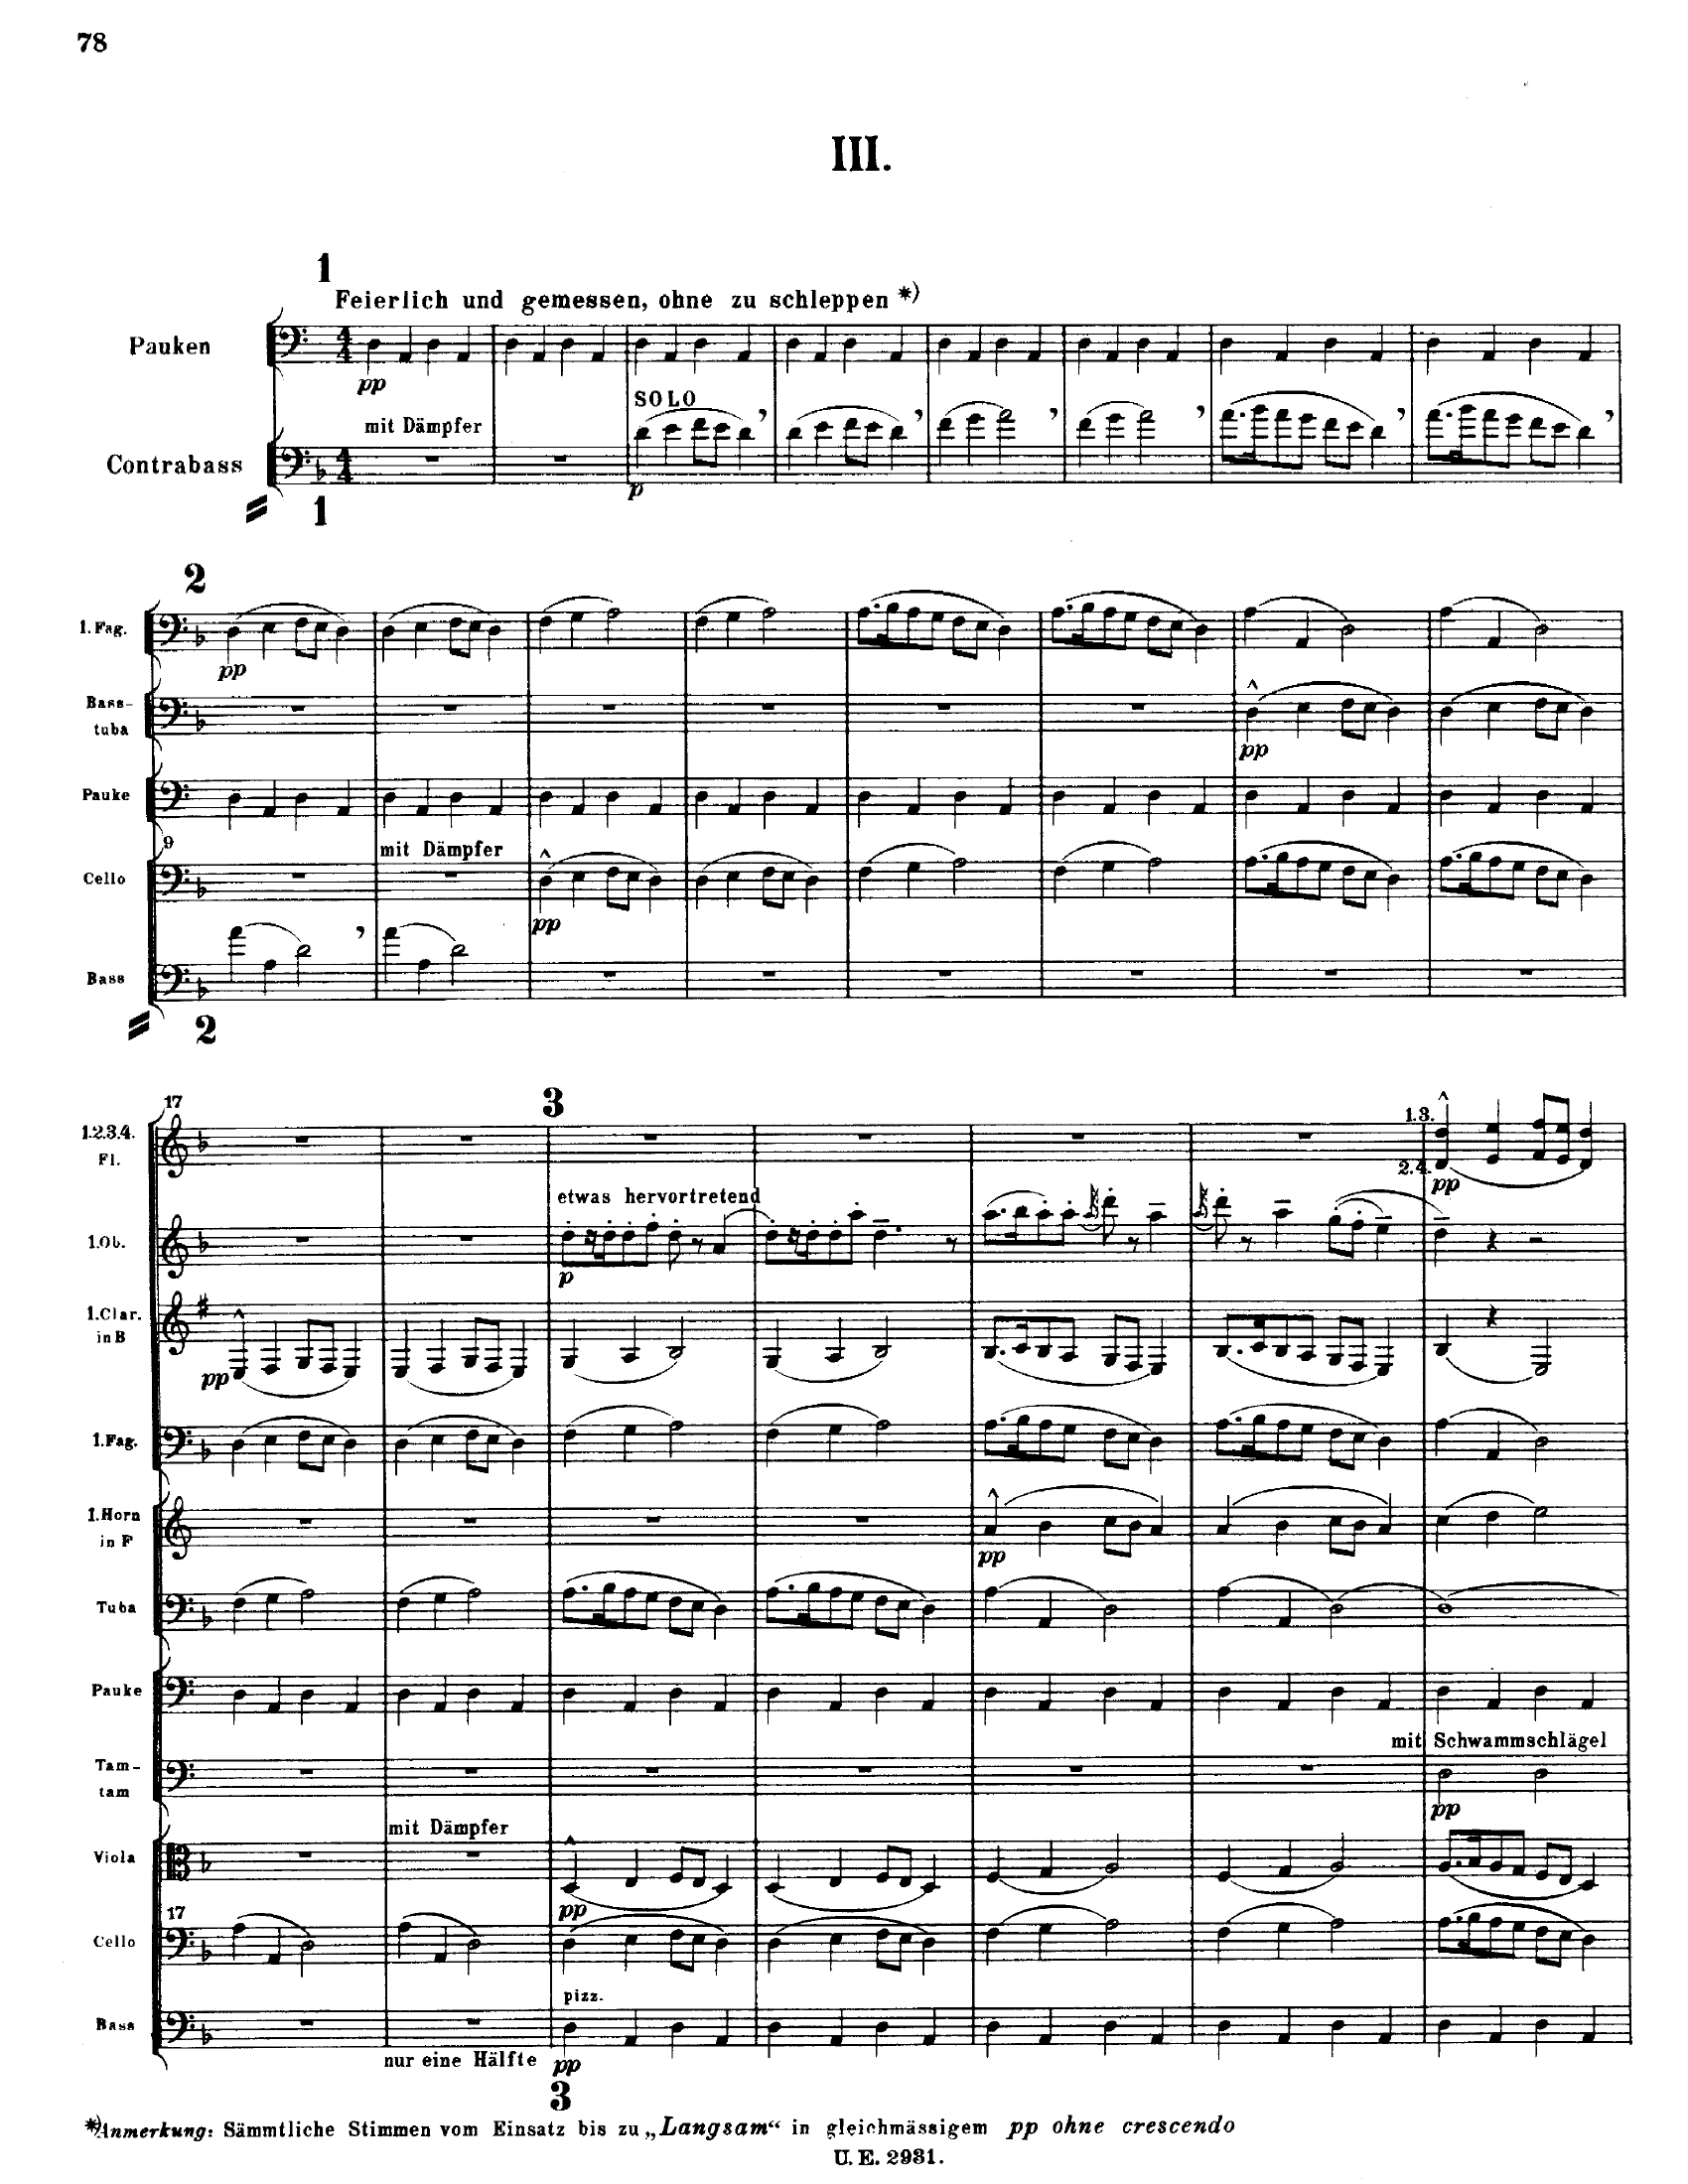 78
III.
1
Feierlich und gemessen, ohne zu schleppen *)
Pauken
pp
SOLO
mit Dämpfer
Contrabass
p
1
2
1. Fag.
pp
Bass-
tuba
pp
Pauke
9
mit Dämpfer
Cello
pp
Bass
2
17
3
1.2.3.4.
Fl.
1.3.
2.4.
pp
etwas hervortretend
1.Ob.
p
1.Clar.
in B
pp
1.Fag.
1.Horn
in F
pp
Tuba
Pauke
mit Schwammschlägel
Tam-
tam
pp
mit Dämpfer
Viola
pp
17
Cello
pizz.
Bass
nur eine Hälfte
pp
3
*) Anmerkung: Sämmtliche Stimmen vom Einsatz bis zu „Langsam“ in gleichmässigem pp ohne crescendo
U. E. 2931.